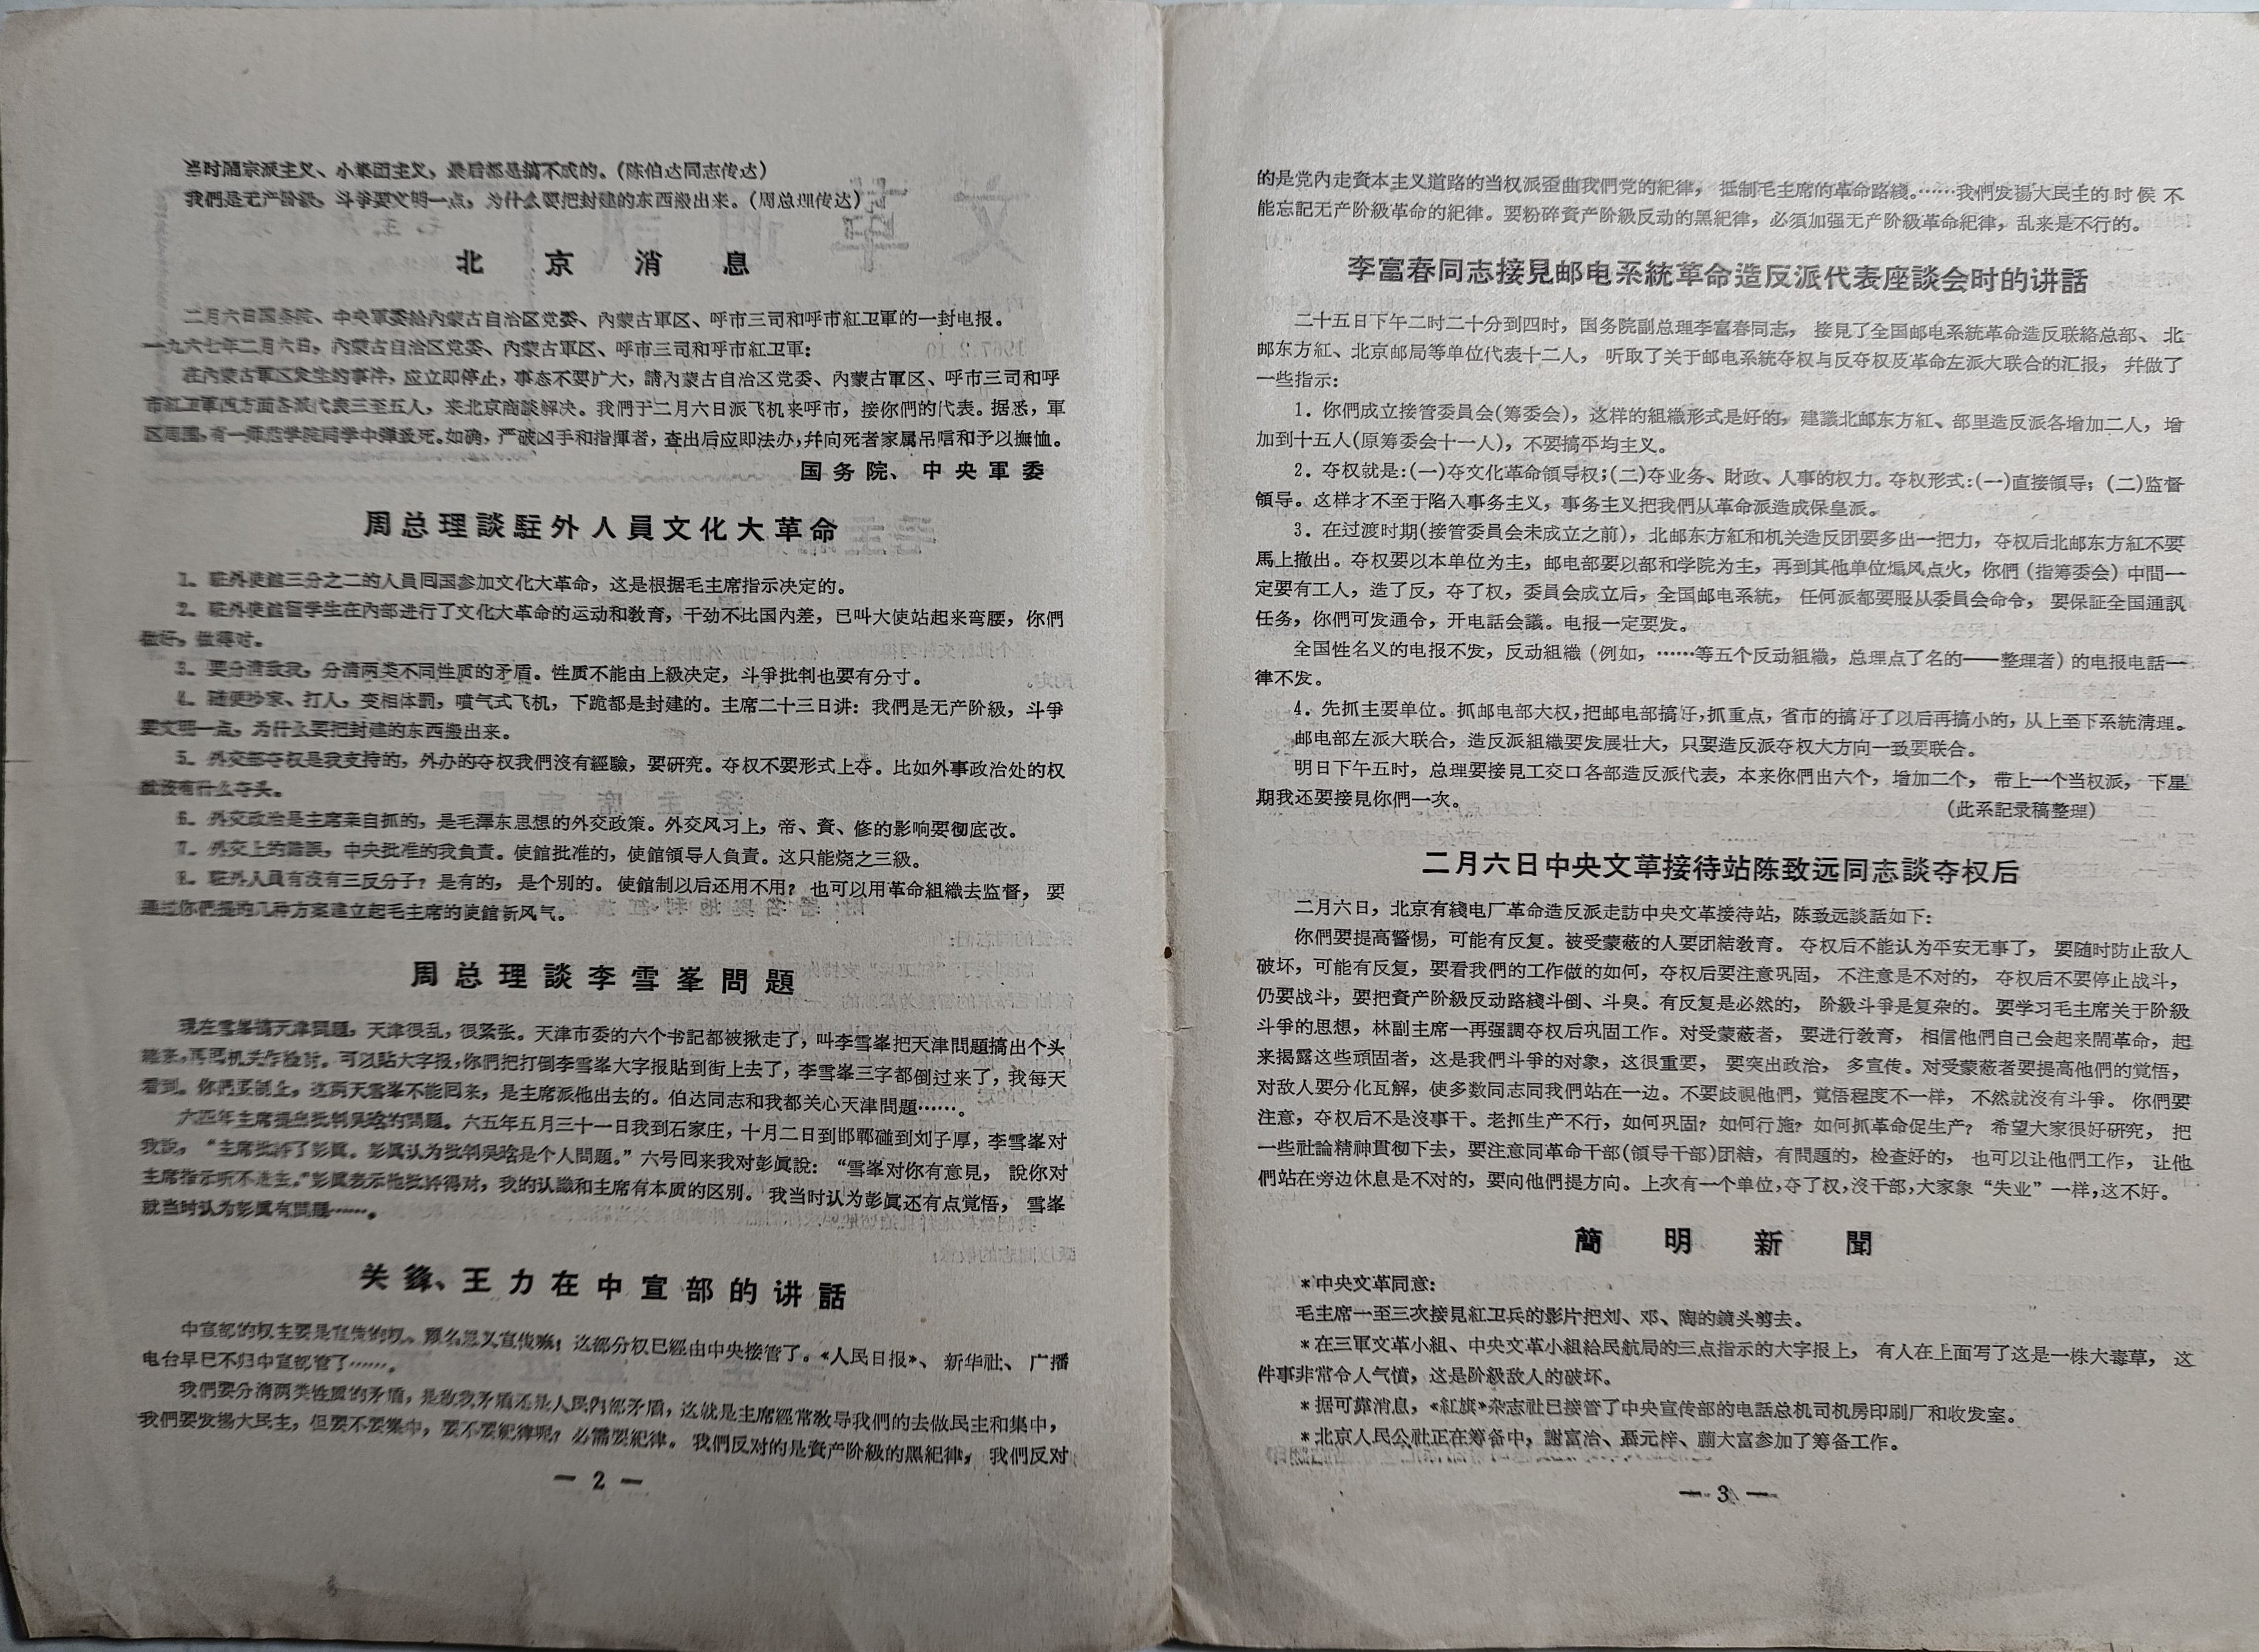 当时閙宗派主义、小集团主义，最后都是搞不成的。(陈伯达同志传达)
我們是无产阶级，斗爭要文明一点，为什么要把封建的东西搬出来。(周总理传达)
北京消息
二月六日国务院、中央軍委給內蒙古自治区党委、內蒙古軍区、呼市三司和呼市紅卫軍的一封电报。
一九六七年二月六日，內蒙古自治区党委、內蒙古軍区、呼市三司和呼市紅卫軍：
在內蒙古軍区发生的事件，应立即停止，事态不要扩大，請內蒙古自治区党委、內蒙古軍区、呼市三司和呼
市紅卫軍四方面各派代表三至五人，来北京商談解决。我們于二月六日派飞机来呼市，接你們的代表。据悉，軍
区周围，有一师范学院同学中弹致死。如确，严破凶手和指揮者，查出后应即法办，幷向死者家属吊唁和予以撫恤。
国务院、中央軍委
周总理談駐外人員文化大革命
1、駐外使館三分之二的人員囘国参加文化大革命，这是根据毛主席指示决定的。
2、駐外使館留学生在內部进行了文化大革命的运动和敎育，干劲不比国內差，已叫大使站起来弯腰，你們
做好，做得对。
3、要分清敌我，分清两类不同性质的矛盾。性质不能由上級决定，斗爭批判也要有分寸。
4、随便抄家、打人，变相体罰，喷气式飞机，下跪都是封建的。主席二十三日讲：我們是无产阶級，斗爭
要文明一点，为什么要把封建的东西搬出来。
5、外交部夺权是我支持的，外办的夺权我們沒有經驗，要研究。夺权不要形式上夺。比如外事政治处的权
就沒有什么夺头。
6、外交政治是主席亲自抓的，是毛澤东思想的外交政策。外交风习上，帝、資、修的影响要彻底改。
7、外交上的錯誤，中央批准的我負責。使館批准的，使館領导人負責。这只能烧之三級。
8、駐外人員有沒有三反分子？是有的，是个別的。使館制以后还用不用？也可以用革命組織去监督，要
通过你們提的几种方案建立起毛主席的使館新风气。
周总理談李雪峯問題
現在雪峯搞天津問題，天津很乱，很紧张。天津市委的六个书記都被揪走了，叫李雪峯把天津問題搞出个头
緖来，再囘机关作检討。可以貼大字报，你們把打倒李雪峯大字报貼到街上去了，李雪峯三字都倒过来了，我每天
看到。你們要制止，这两天雪峯不能回来，是主席派他出去的。伯达同志和我都关心天津問題……。
六四年主席提出批判吳晗的問題。六五年五月三十一日我到石家庄，十月二日到邯鄲碰到刘子厚，李雪峯对
我說，“主席批評了彭眞。彭眞认为批判吳晗是个人問題。”六号回来我对彭眞說：“雪峯对你有意見，說你对
主席指示听不进去。”彭眞表示他批評得对，我的认識和主席有本质的区别。我当时认为彭眞还有点覚悟，雪峯
就当时认为彭眞有問題……。
关鋒、王力在中宣部的讲話
中宣部的权主要是宣传的权。那么恩义宣传嘛；这部分权已經由中央接管了。《人民日报》、新华社、广播
电台早已不归中宣部管了……。
我們要分清两类性质的矛盾，是敌我矛盾还是人民內部矛盾，这就是主席經常敎导我們的去做民主和集中，
我們要发揚大民主，但要不要集中，要不要紀律呢？必需要紀律。我們反对的是資产阶級的黑紀律，我們反对
— 2 —
的是党內走資本主义道路的当权派歪曲我們党的紀律，抵制毛主席的革命路綫。……我們发揚大民主的时候不
能忘記无产阶級革命的紀律。要粉碎資产阶級反动的黑紀律，必須加强无产阶級革命紀律，乱来是不行的。
李富春同志接見邮电系統革命造反派代表座談会时的讲話
二十五日下午二时二十分到四时，国务院副总理李富春同志，接見了全国邮电系統革命造反联絡总部、北
邮东方紅、北京邮局等单位代表十二人，听取了关于邮电系統夺权与反夺权及革命左派大联合的汇报，幷做了
一些指示：
1．你們成立接管委員会(筹委会)，这样的組織形式是好的，建議北邮东方紅、部里造反派各增加二人，增
加到十五人(原筹委会十一人)，不要搞平均主义。
2．夺权就是：(一)夺文化革命領导权；(二)夺业务、財政、人事的权力。夺权形式：(一)直接領导；(二)监督
領导。这样才不至于陷入事务主义，事务主义把我們从革命派造成保皇派。
3．在过渡时期(接管委員会未成立之前)，北邮东方紅和机关造反团要多出一把力，夺权后北邮东方紅不要
馬上撤出。夺权要以本单位为主，邮电部要以部和学院为主，再到其他单位煽风点火，你們(指筹委会)中間一
定要有工人，造了反，夺了权，委員会成立后，全国邮电系統，任何派都要服从委員会命令，要保証全国通訊
任务，你們可发通令，开电話会議。电报一定要发。
全国性名义的电报不发，反动組織(例如，……等五个反动組織，总理点了名的——整理者)的电报电話一
律不发。
4．先抓主要单位。抓邮电部大权，把邮电部搞好，抓重点，省市的搞好了以后再搞小的，从上至下系統清理。
邮电部左派大联合，造反派組織要发展壮大，只要造反派夺权大方向一致要联合。
明日下午五时，总理要接見工交口各部造反派代表，本来你們出六个，增加二个，带上一个当权派，下星
期我还要接見你們一次。 (此系記录稿整理)
二月六日中央文革接待站陈致远同志談夺权后
二月六日，北京有綫电厂革命造反派走訪中央文革接待站，陈致远談話如下：
你們要提高警惕，可能有反复。被受蒙蔽的人要团結敎育。夺权后不能认为平安无事了，要随时防止敌人
破坏，可能有反复，要看我們的工作做的如何，夺权后要注意巩固，不注意是不对的，夺权后不要停止战斗，
仍要战斗，要把資产阶級反动路綫斗倒、斗臭。有反复是必然的，阶級斗爭是复杂的。要学习毛主席关于阶級
斗爭的思想，林副主席一再强調夺权后巩固工作。对受蒙蔽者，要进行敎育，相信他們自己会起来閙革命，起
来揭露这些頑固者，这是我們斗爭的对象，这很重要，要突出政治，多宣传。对受蒙蔽者要提高他們的覚悟，
对敌人要分化瓦解，使多数同志同我們站在一边。不要歧視他們，覚悟程度不一样，不然就沒有斗爭。你們要
注意，夺权后不是沒事干。老抓生产不行，如何巩固？如何行施？如何抓革命促生产？希望大家很好研究，把
一些社論精神貫彻下去，要注意同革命干部(領导干部)团結，有問題的，检查好的，也可以让他們工作，让他
們站在旁边休息是不对的，要向他們提方向。上次有一个单位，夺了权，沒干部，大家象“失业”一样，这不好。
簡明新聞
＊中央文革同意：
毛主席一至三次接見紅卫兵的影片把刘、邓、陶的鏡头剪去。
＊在三軍文革小組、中央文革小組給民航局的三点指示的大字报上，有人在上面写了这是一株大毒草，这
件事非常令人气憤，这是阶級敌人的破坏。
＊据可靠消息，《紅旗》杂志社已接管了中央宣传部的电話总机司机房印刷厂和收发室。
＊北京人民公社正在筹备中，謝富治、聶元梓、蒯大富参加了筹备工作。
— 3 —